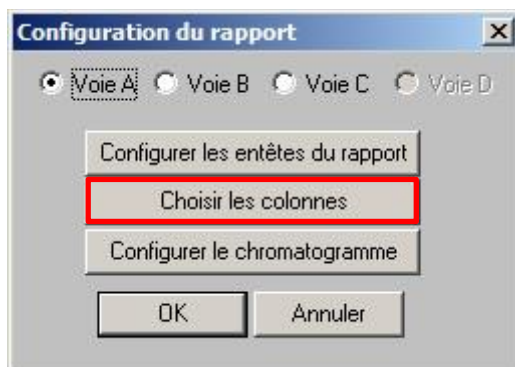 Configuration du rapport
Voie A Voie B Voie C Voie D
Configurer les entêtes du rapport
Choisir les colonnes
Configurer le chromatogramme
OK Annuler